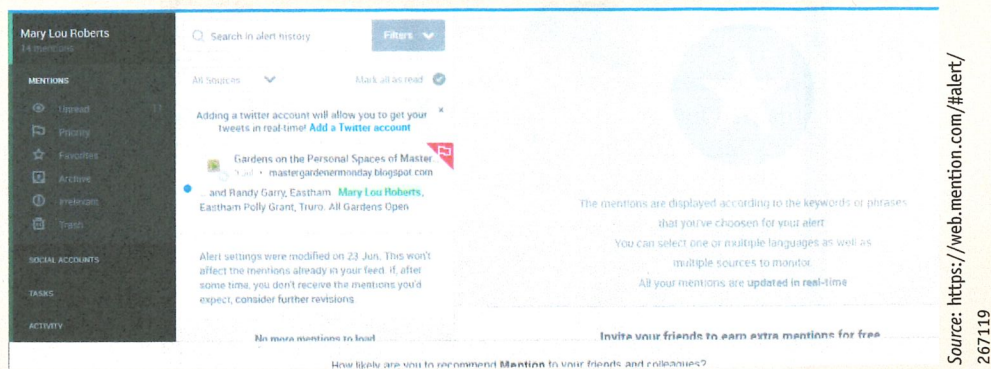 Mary Lou Roberts
14 mentions
MENTIONS
Unread
Priority
Favorites
Archive
Irrelevant
Trash
SOCIAL ACCOUNTS
TASKS
ACTIVITY
Search in alert history
Filters
All Sources
Mark all as read
Adding a twitter account will allow you to get your
tweets in real-time! Add a Twitter account
Gardens on the Personal Spaces of Master
mastergardenermonday.blogspot.com
... and Randy Garry, Eastham. Mary Lou Roberts,
Eastham Polly Grant, Truro. All Gardens Open
Alert settings were modified on 23 Jun. This won't
affect the mentions already in your feed. If, after
some time, you don't receive the mentions you'd
expect, consider further revisions
No more mentions to load
The mentions are displayed according to the keywords or phrases
that you've choosen for your alert
You can select one or multiple languages as well as
multiple sources to monitor.
All your mentions are updated in real-time
Invite your friends to earn extra mentions for free
How likely are you to recommend Mention to your friends and colleagues?
Source: https://web.mention.com/#alert/
267119